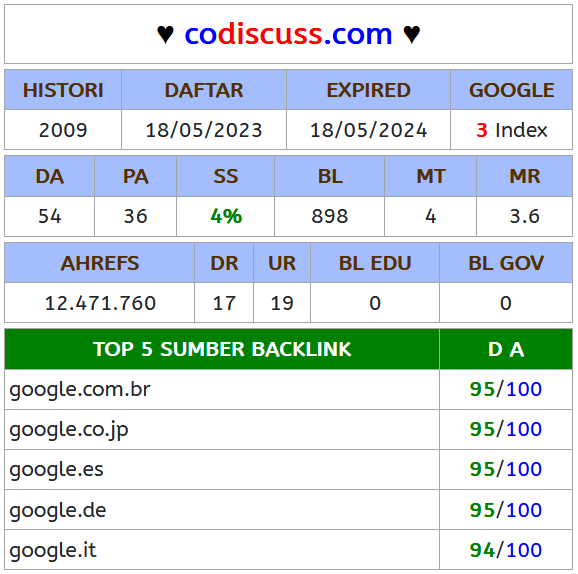 ♥ codiscuss.com ♥
HISTORI DAFTAR EXPIRED GOOGLE
2009 18/05/2023 18/05/2024 3 Index
DA PA SS BL MT MR
54 36 4% 898 4 3.6
AHREFS DR UR BL EDU BL GOV
12.471.760 17 19 0 0
TOP 5 SUMBER BACKLINK D A
google.com.br 95/100
google.co.jp 95/100
google.es 95/100
google.de 95/100
google.it 94/100